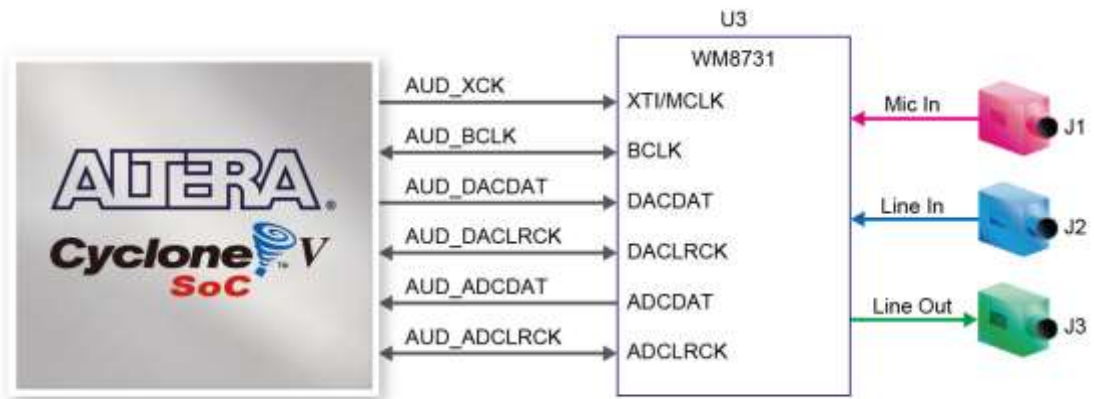 U3
WM8731
ALTERA.
Cyclone V
SoC
AUD_XCK
AUD_BCLK
AUD_DACDAT
AUD_DACLRCK
AUD_ADCDAT
AUD_ADCLRCK
XTI/MCLK
BCLK
DACDAT
DACLRCK
ADCDAT
ADCLRCK
Mic In
J1
Line In
J2
Line Out
J3